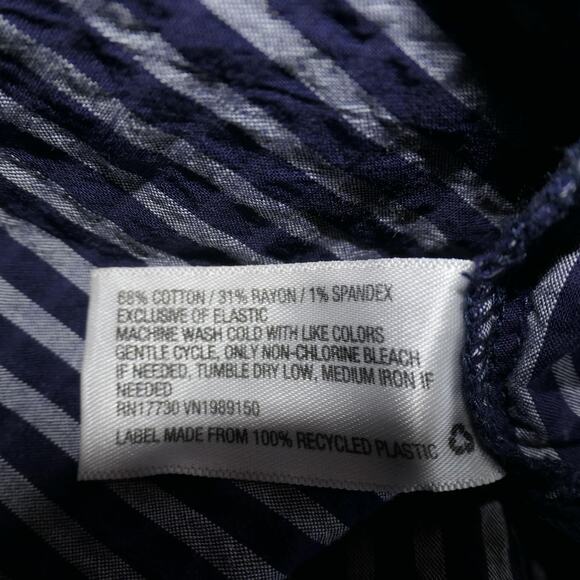 68% COTTON / 31% RAYON / 1% SPANDEX
EXCLUSIVE OF ELASTIC
MACHINE WASH COLD WITH LIKE COLORS
GENTLE CYCLE, ONLY NON-CHLORINE BLEACH
IF NEEDED, TUMBLE DRY LOW, MEDIUM IRON IF
NEEDED
RN17730 VN1989150
LABEL MADE FROM 100% RECYCLED PLASTIC